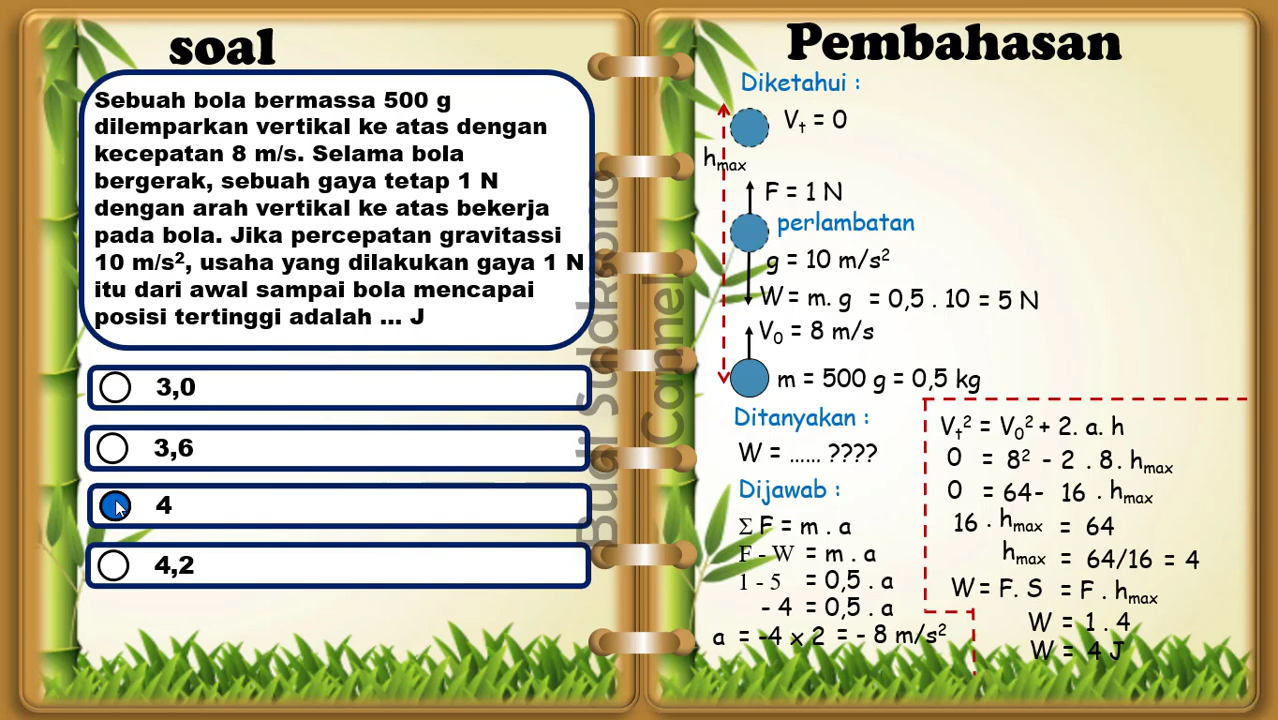 soal
Sebuah bola bermassa 500 g
dilemparkan vertikal ke atas dengan
kecepatan 8 m/s. Selama bola
bergerak, sebuah gaya tetap 1 N
dengan arah vertikal ke atas bekerja
pada bola. Jika percepatan gravitassi
10 m/s², usaha yang dilakukan gaya 1 N
itu dari awal sampai bola mencapai
posisi tertinggi adalah ... J
3,0
3,6
4
4,2
Budi Sutdksono
Cannel
Pembahasan
Diketahui :
Vₜ = 0
hmax
F = 1 N
perlambatan
g = 10 m/s²
W = m. g = 0,5 . 10 = 5 N
V₀ = 8 m/s
m = 500 g = 0,5 kg
Ditanyakan :
W = ...... ????
Dijawab :
Σ F = m . a
F - W = m . a
1 - 5 = 0,5 . a
- 4 = 0,5 . a
a = -4 x 2 = - 8 m/s²
Vₜ² = V₀² + 2. a. h
0 = 8² - 2 . 8. hmax
0 = 64- 16 . hmax
16 . hmax = 64
hmax = 64/16 = 4
W = F. S = F . hmax
W = 1 . 4
W = 4 J